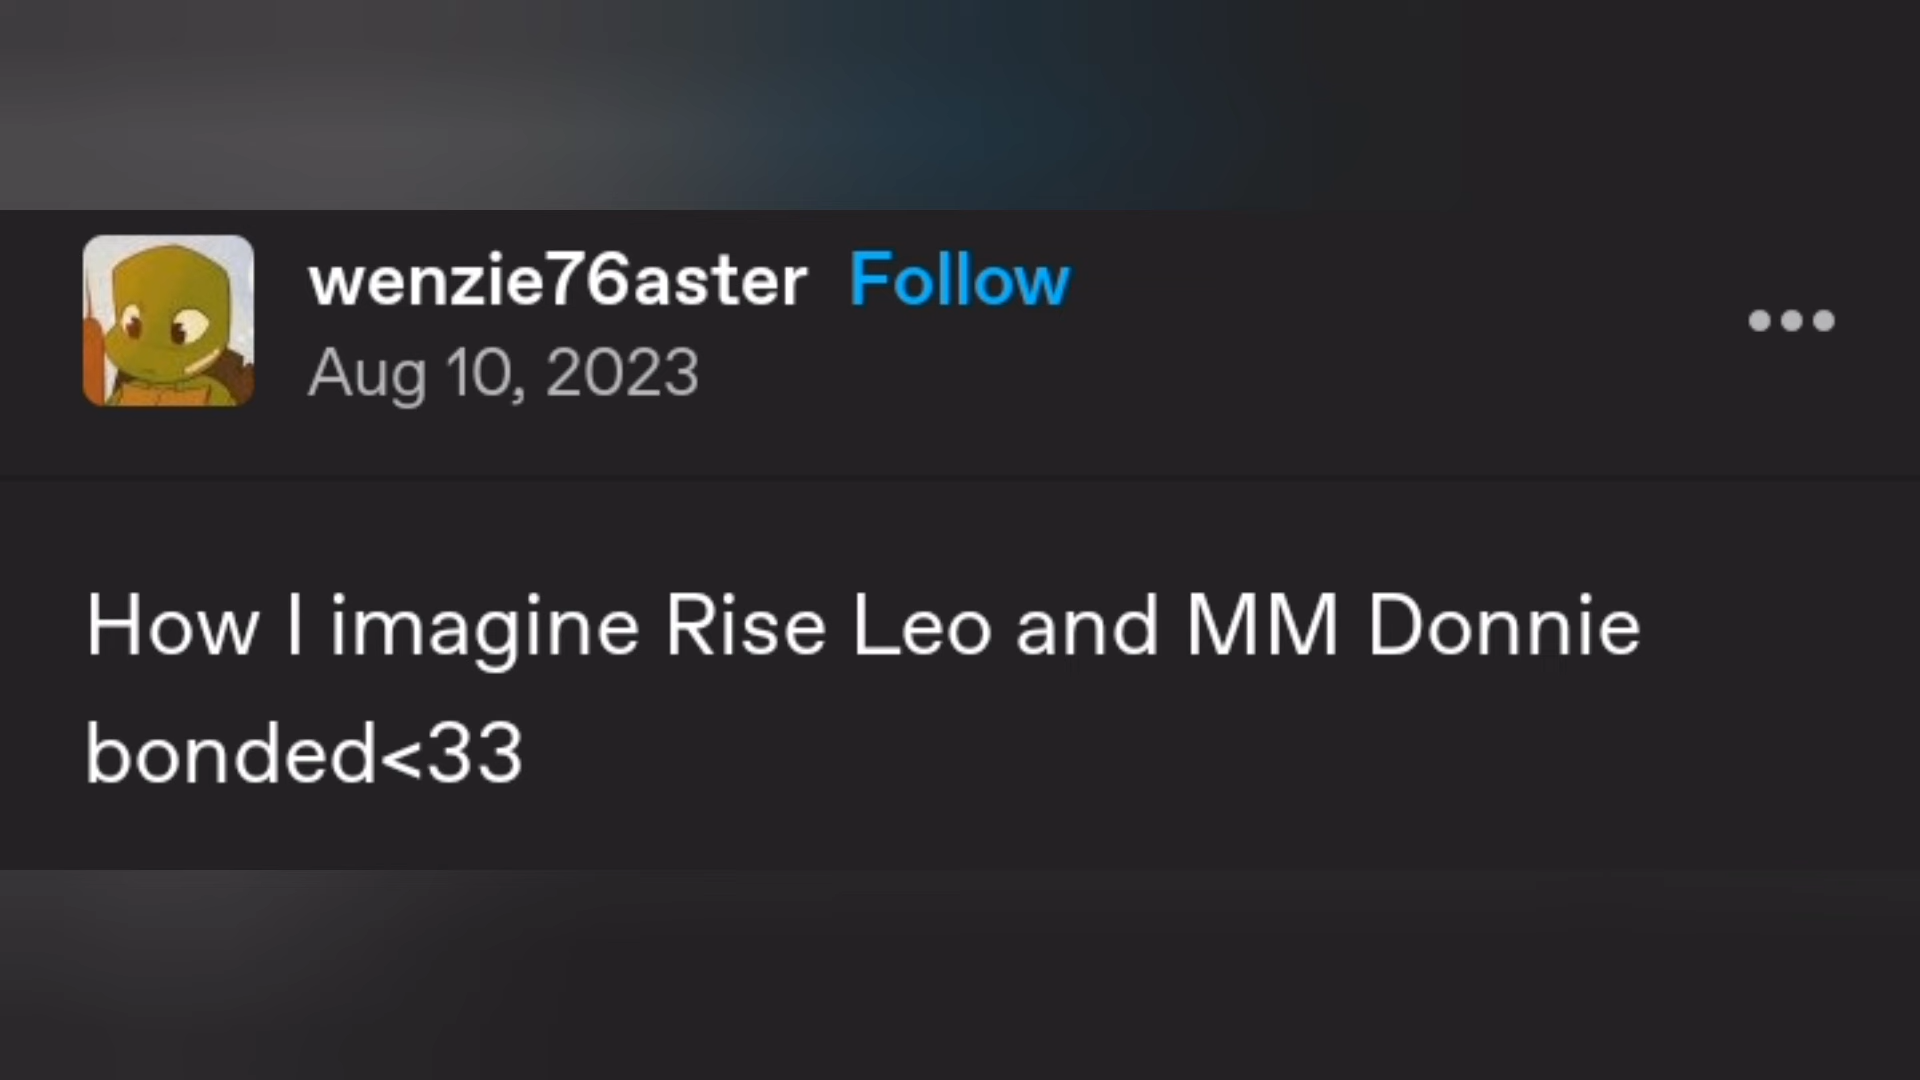 wenzie76aster Follow
Aug 10, 2023
How I imagine Rise Leo and MM Donnie
bonded<33